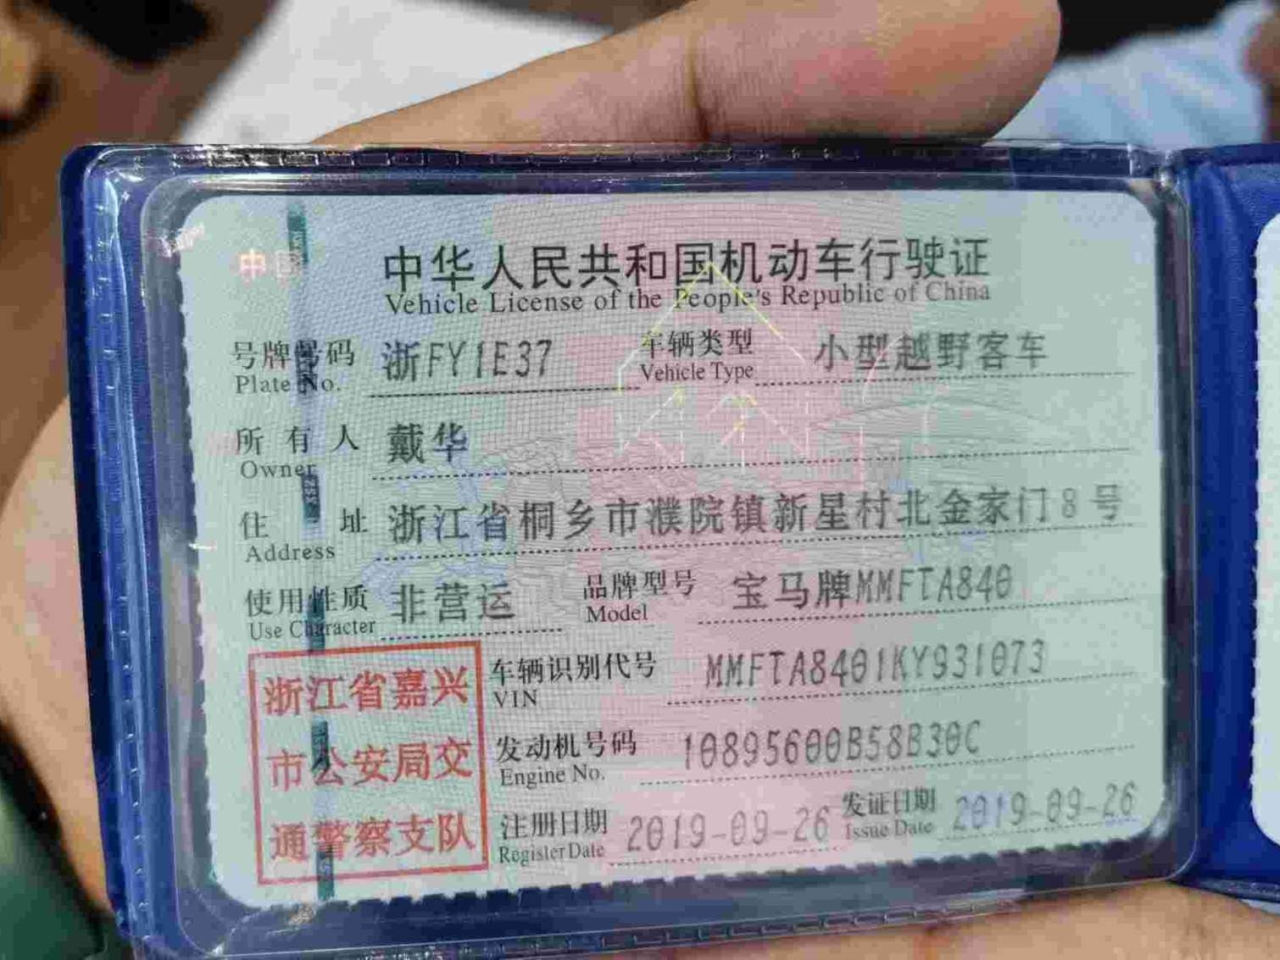 中国
中华人民共和国机动车行驶证
Vehicle License of the People's Republic of China
号牌号码 浙FY1E37 车辆类型 小型越野客车
Plate No. Vehicle Type
所有人 戴华
Owner
住址 浙江省桐乡市濮院镇新星村北金家门8号
Address
使用性质 非营运 品牌型号 宝马牌MMFTA840
Use Character Model
浙江省嘉兴
市公安局交
通警察支队
车辆识别代号 MMFTA8401KY931073
VIN
发动机号码 10895600B58B30C
Engine No.
注册日期 2019-09-26 发证日期 2019-09-26
Register Date Issue Date